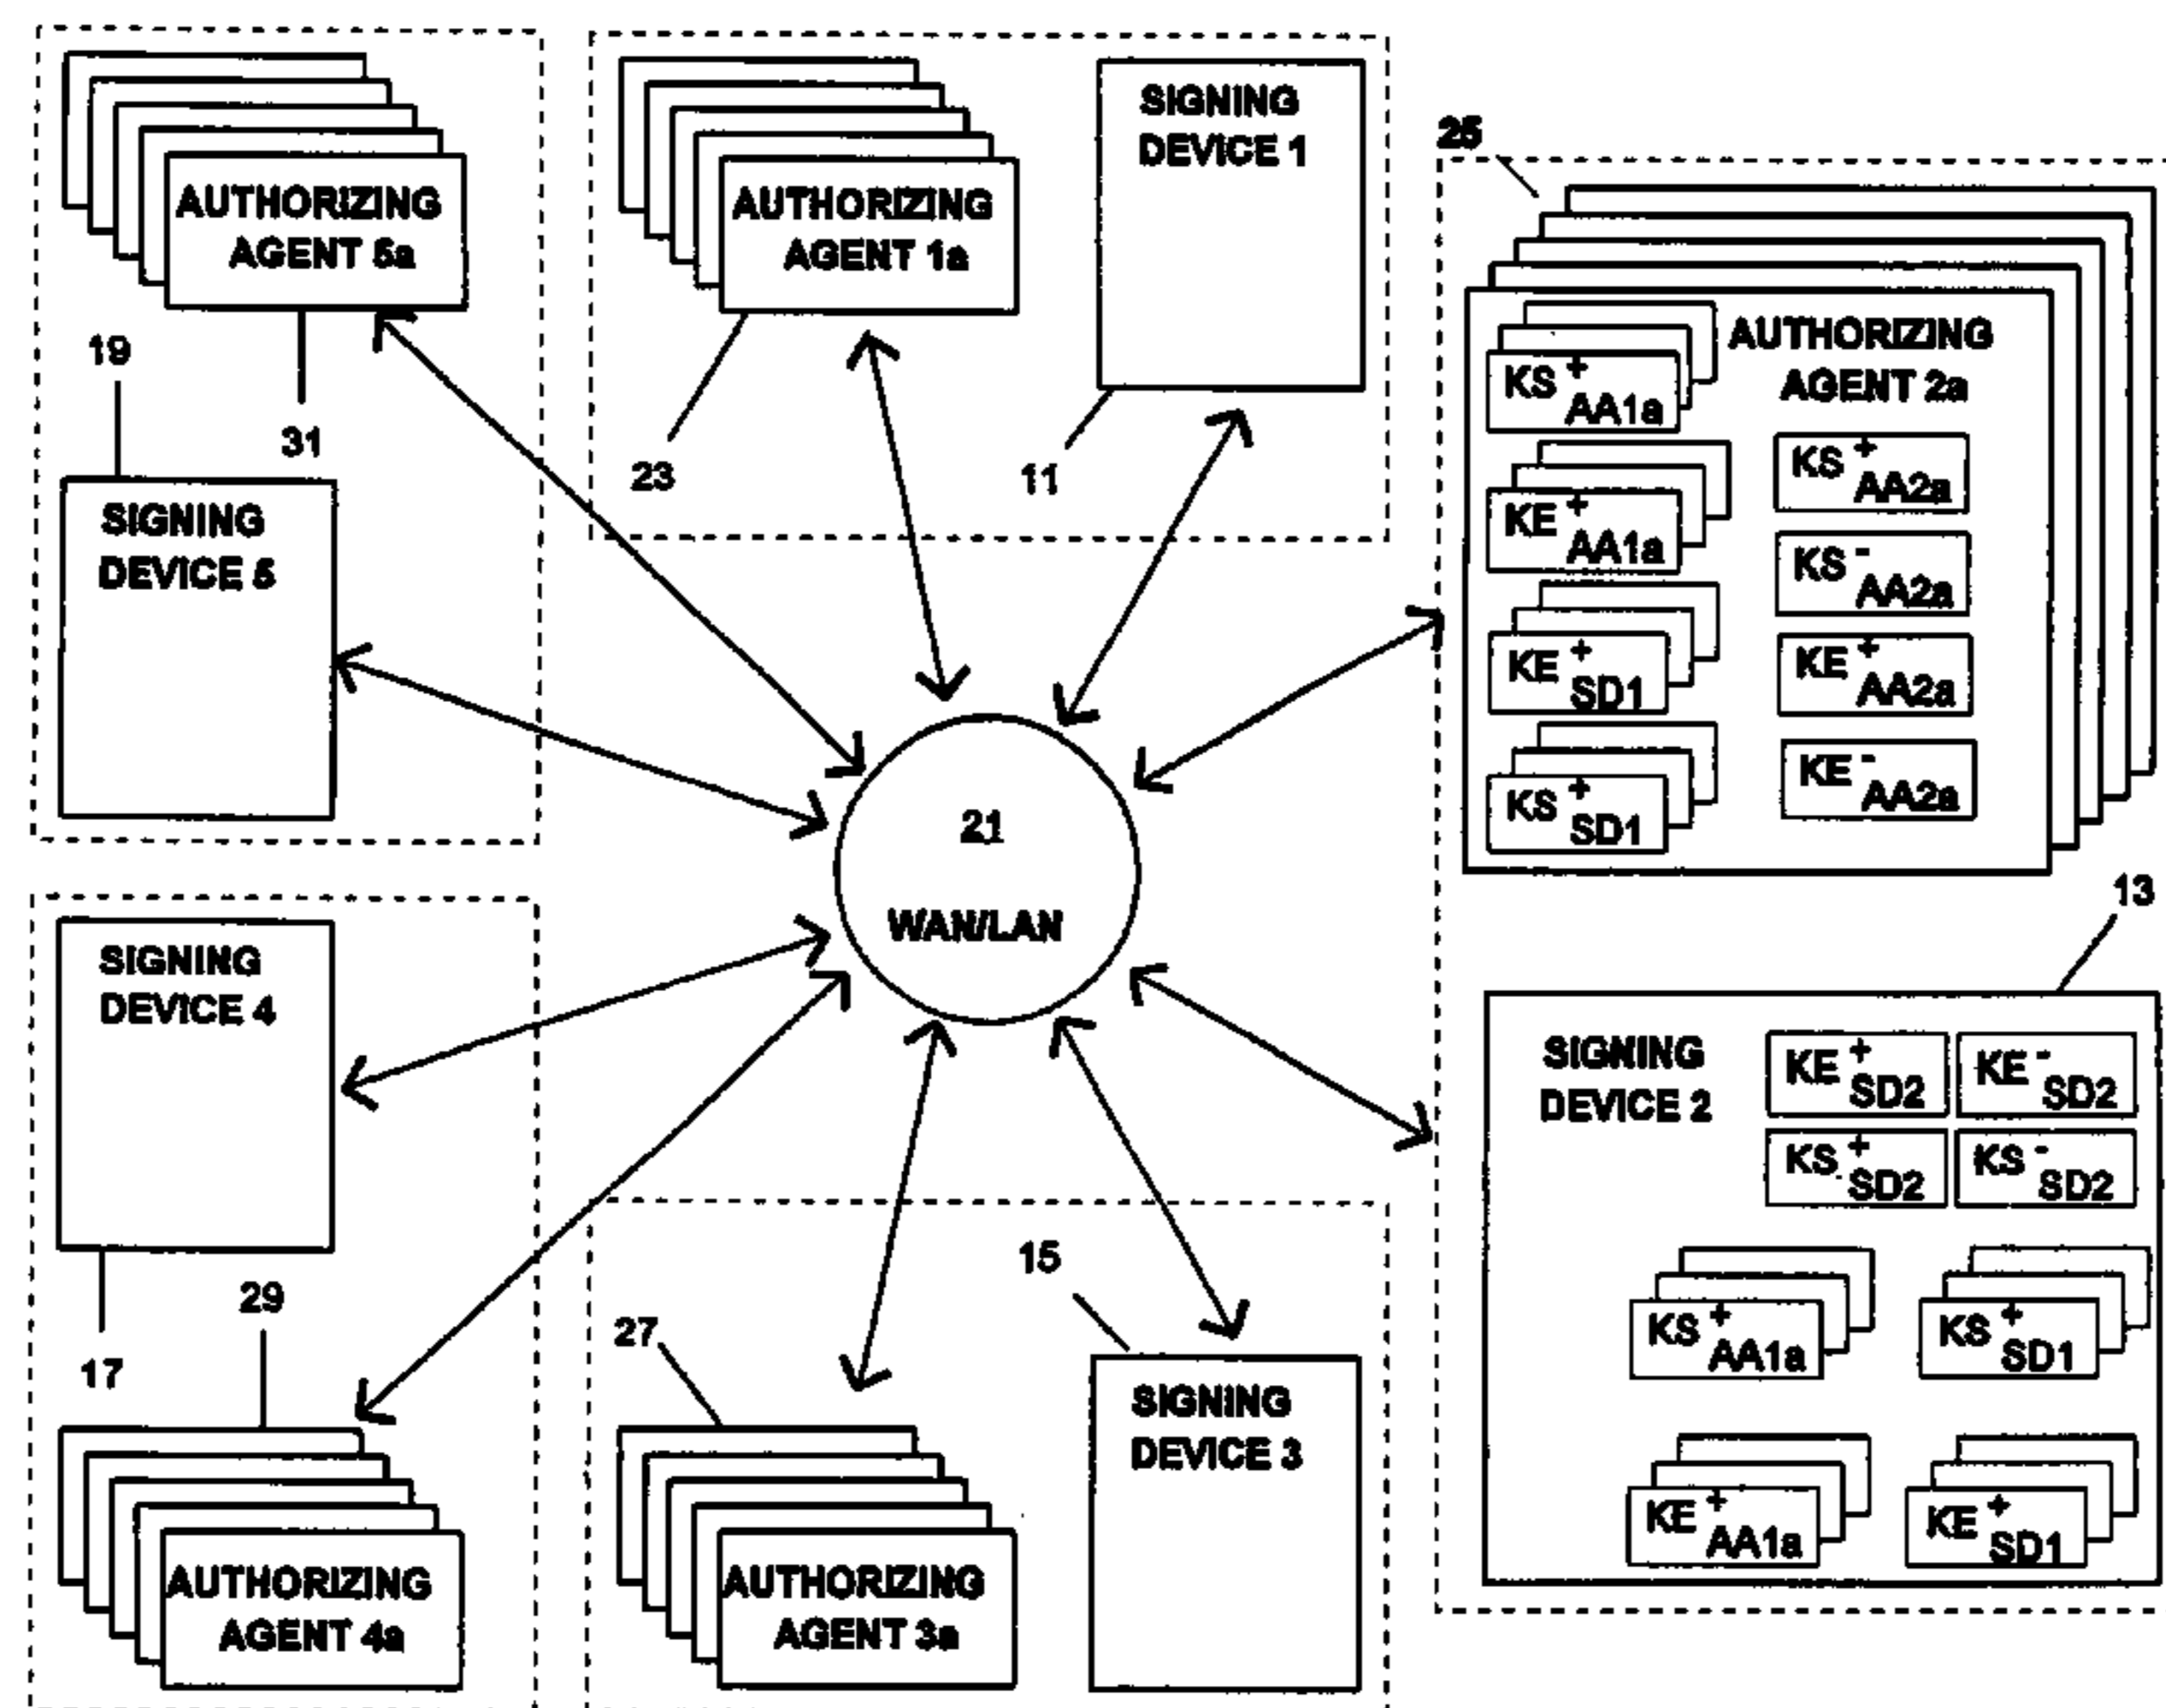 AUTHORIZING
AGENT 5a
19
31
SIGNING
DEVICE 5
AUTHORIZING
AGENT 1a
SIGNING
DEVICE 1
23
11
25
AUTHORIZING
AGENT 2a
KS +
AA1a
KE +
AA1a
KE +
SD1
KS +
SD1
KS +
AA2a
KS -
AA2a
KE +
AA2a
KE -
AA2a
21
WAN/LAN
13
SIGNING
DEVICE 2
KE + SD2
KE - SD2
KS + SD2
KS - SD2
KS +
AA1a
KS +
SD1
KE +
AA1a
KE +
SD1
SIGNING
DEVICE 4
17
29
AUTHORIZING
AGENT 4a
27
15
AUTHORIZING
AGENT 3a
SIGNING
DEVICE 3